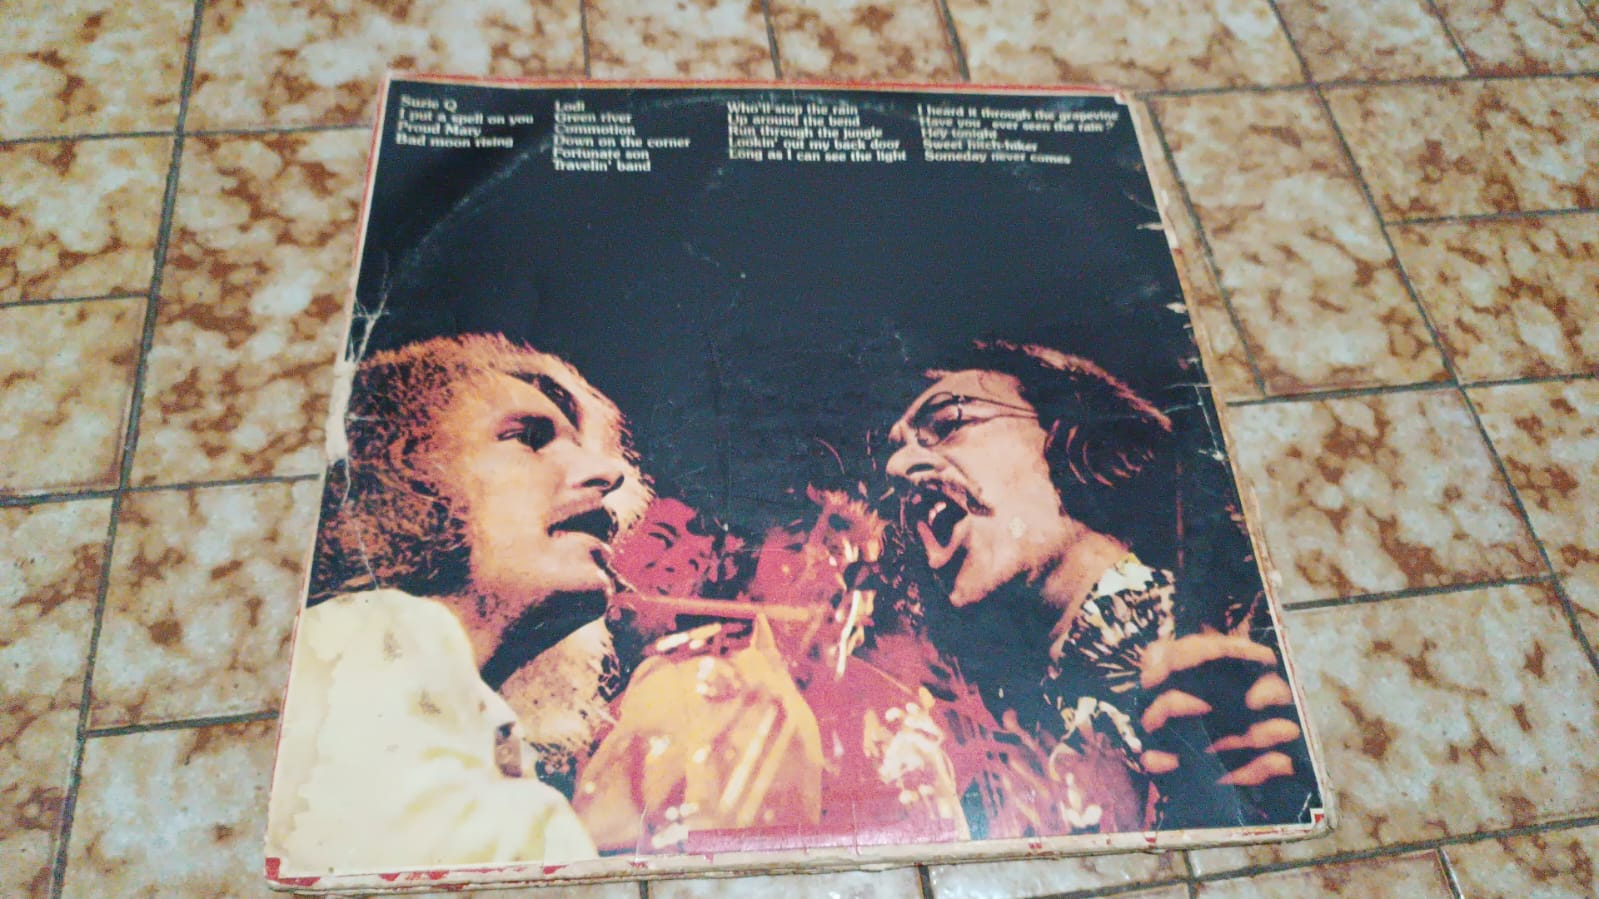 Suzie Q
I put a spell on you
Proud Mary
Bad moon rising
Lodi
Green river
Commotion
Down on the corner
Fortunate son
Travelin' band
Who'll stop the rain
Up around the bend
Run through the jungle
Lookin' out my back door
Long as I can see the light
I heard it through the grapevine
Have you ever seen the rain?
Hey tonight
Sweet hitch-hiker
Someday never comes